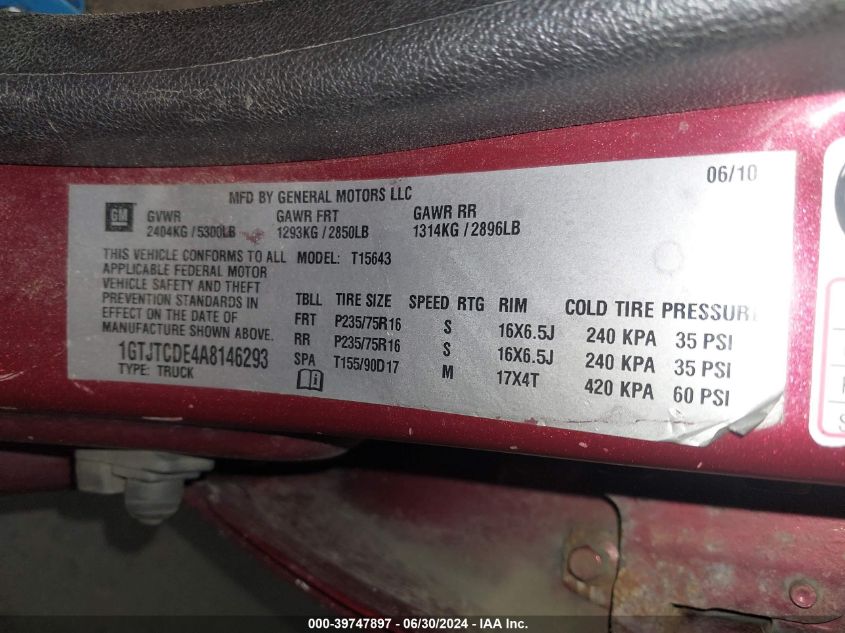 06/10
MFD BY GENERAL MOTORS LLC
GM
GVWR GAWR FRT GAWR RR
2404KG / 5300LB 1293KG / 2850LB 1314KG / 2896LB
THIS VEHICLE CONFORMS TO ALL MODEL: T15643
APPLICABLE FEDERAL MOTOR
VEHICLE SAFETY AND THEFT
PREVENTION STANDARDS IN
EFFECT ON THE DATE OF
MANUFACTURE SHOWN ABOVE.
1GTJTCDE4A8146293
TYPE: TRUCK
TBLL TIRE SIZE SPEED RTG RIM COLD TIRE PRESSUR
FRT P235/75R16 S 16X6.5J 240 KPA 35 PSI
RR P235/75R16 S 16X6.5J 240 KPA 35 PSI
SPA T155/90D17 M 17X4T 420 KPA 60 PSI
000-39747897 - 06/30/2024 - IAA Inc.